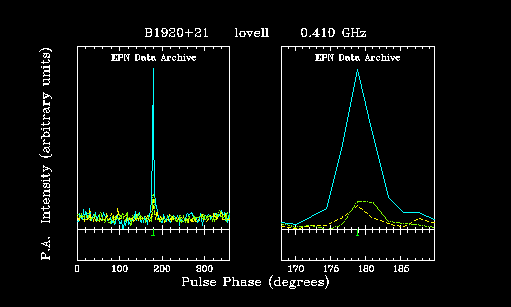 B1920+21 lovell 0.410 GHz
EPN Data Archive EPN Data Archive
P.A. Intensity (arbitrary units)
0 100 200 300 170 175 180 185
Pulse Phase (degrees)